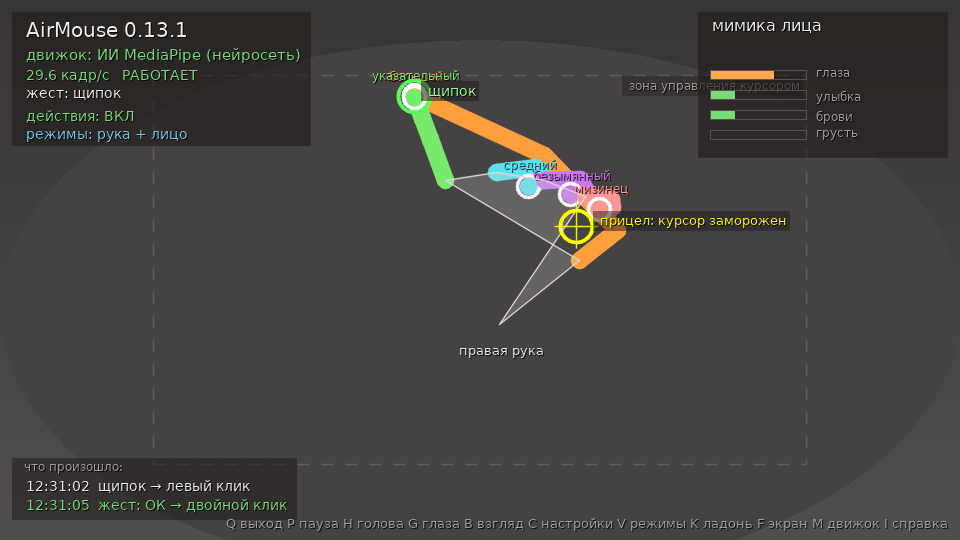 AirMouse 0.13.1
движок: ИИ MediaPipe (нейросеть)
29.6 кадр/с РАБОТАЕТ
жест: щипок
действия: ВКЛ
режимы: рука + лицо
мимика лица
глаза
улыбка
брови
грусть
зона управления курсором
указательный
щипок
средний
безымянный
мизинец
прицел: курсор заморожен
правая рука
что произошло:
12:31:02 щипок → левый клик
12:31:05 жест: ОК → двойной клик
Q выход P пауза H голова G глаза B взгляд C настройки V режимы K ладонь F экран M движок I справка